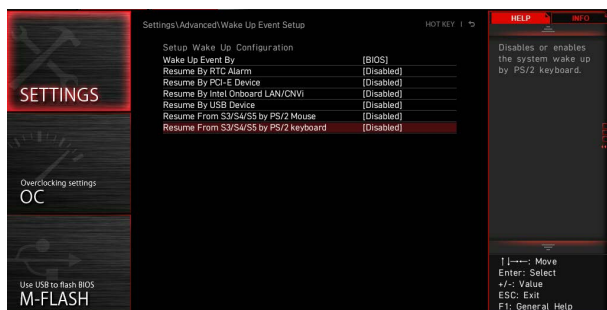 Settings\Advanced\Wake Up Event Setup
HOT KEY |
HELP
INFO
SETTINGS
Overclocking settings
OC
Use USB to flash BIOS
M-FLASH
Setup Wake Up Configuration
Wake Up Event By [BIOS]
Resume By RTC Alarm [Disabled]
Resume By PCI-E Device [Disabled]
Resume By Intel Onboard LAN/CNVi [Disabled]
Resume By USB Device [Disabled]
Resume From S3/S4/S5 by PS/2 Mouse [Disabled]
Resume From S3/S4/S5 by PS/2 keyboard [Disabled]
Disables or enables
the system wake up
by PS/2 keyboard.
↑↓→←: Move
Enter: Select
+/-: Value
ESC: Exit
F1: General Help